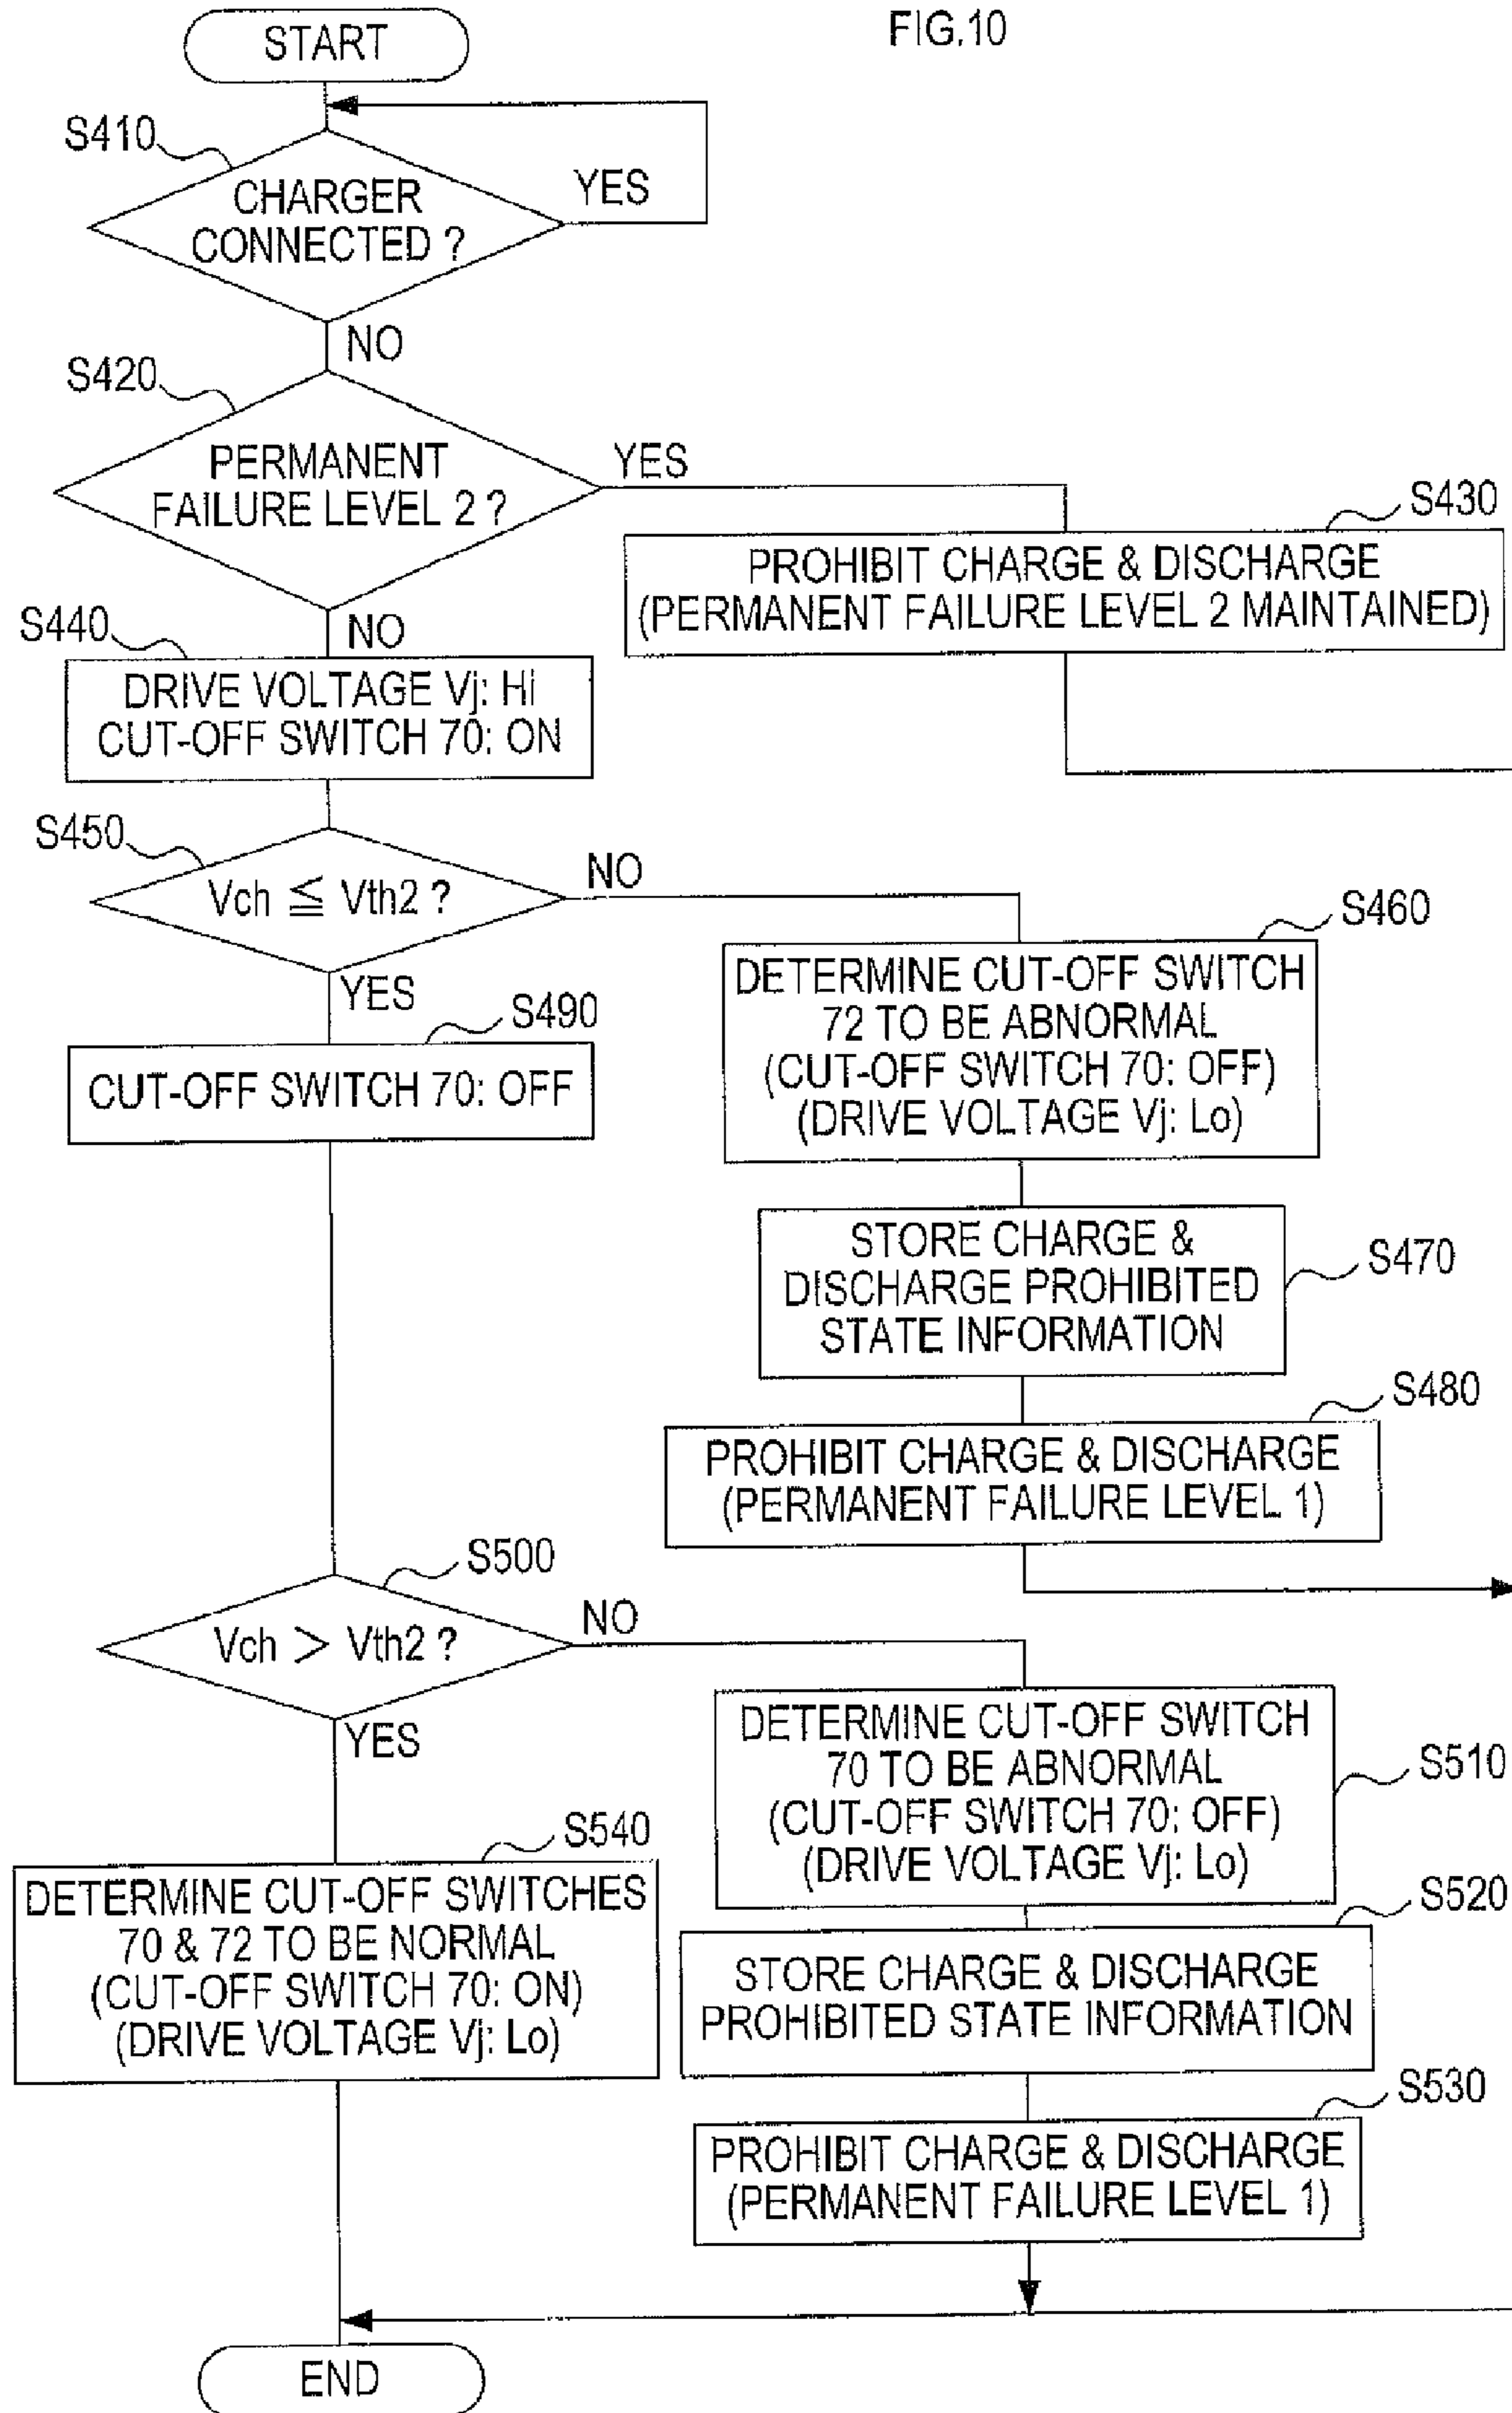 FIG.10
START
S410
CHARGER
CONNECTED ?
YES
NO
S420
PERMANENT
FAILURE LEVEL 2 ?
YES
S430
PROHIBIT CHARGE & DISCHARGE
(PERMANENT FAILURE LEVEL 2 MAINTAINED)
NO
S440
DRIVE VOLTAGE Vj: Hi
CUT-OFF SWITCH 70: ON
S450
Vch ≦ Vth2 ?
NO
S460
DETERMINE CUT-OFF SWITCH
72 TO BE ABNORMAL
(CUT-OFF SWITCH 70: OFF)
(DRIVE VOLTAGE Vj: Lo)
YES
S490
CUT-OFF SWITCH 70: OFF
S470
STORE CHARGE &
DISCHARGE PROHIBITED
STATE INFORMATION
S480
PROHIBIT CHARGE & DISCHARGE
(PERMANENT FAILURE LEVEL 1)
S500
Vch > Vth2 ?
NO
S510
DETERMINE CUT-OFF SWITCH
70 TO BE ABNORMAL
(CUT-OFF SWITCH 70: OFF)
(DRIVE VOLTAGE Vj: Lo)
YES
S540
DETERMINE CUT-OFF SWITCHES
70 & 72 TO BE NORMAL
(CUT-OFF SWITCH 70: ON)
(DRIVE VOLTAGE Vj: Lo)
S520
STORE CHARGE & DISCHARGE
PROHIBITED STATE INFORMATION
S530
PROHIBIT CHARGE & DISCHARGE
(PERMANENT FAILURE LEVEL 1)
END